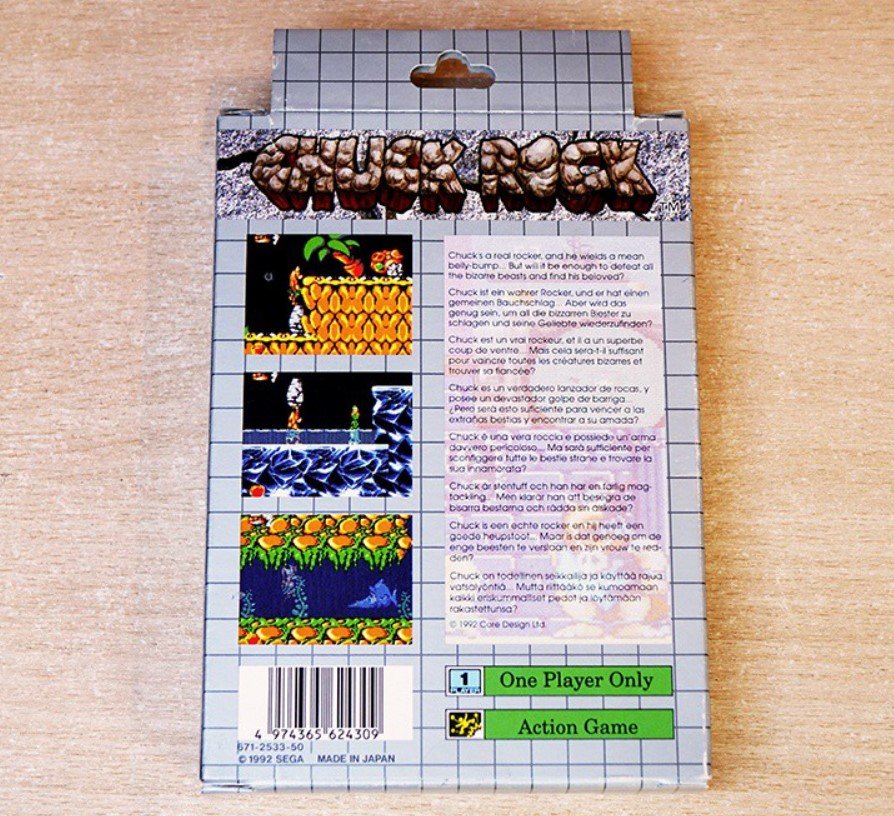 CHUCK ROCK
TM
Chuck's a real rocker, and he wields a mean
belly-bump... But will it be enough to defeat all
the bizarre beasts and find his beloved?
Chuck ist ein wahrer Rocker, und er hat einen
gemeinen Bauchschlag... Aber wird das
genug sein, um all die bizzarren Biester zu
schlagen und seine Geliebte wiederzufinden?
Chuck est un vrai rockeur, et il a un superbe
coup de ventre... Mais cela sera-t-il suffisant
pour vaincre toutes les créatures bizarres et
trouver sa fiancée?
Chuck es un verdadero lanzador de rocas, y
posee un devastador golpe de barriga...
¿Pero será esto suficiente para vencer a las
extrañas bestias y encontrar a su amada?
Chuck è una vera roccia e possiede un'arma
davvero pericolosa... Ma sarà sufficiente per
sconfiggere tutte le bestie strane e trovare la
sua innamorata?
Chuck är stentuff och han har en farlig mag-
tackling... Men klarar han att besegra de
bisarra bestarna och rädda sin älskade?
Chuck is een echte rocker en hij heeft een
goede heupstoot... Maar is dat genoeg om de
enge beesten te verslaan en zijn vrouw te red-
den?
Chuck on todellinen seikkailija ja käyttää rajua
vatsalyöntiä... Mutta riittääkö se kumoamaan
kaikki eriskummalliset pedot ja löytämään
rakastettunsa?
© 1992 Core Design Ltd.
1
PLAYER
One Player Only
Action Game
4 974365 624309
671-2533-50
© 1992 SEGA MADE IN JAPAN